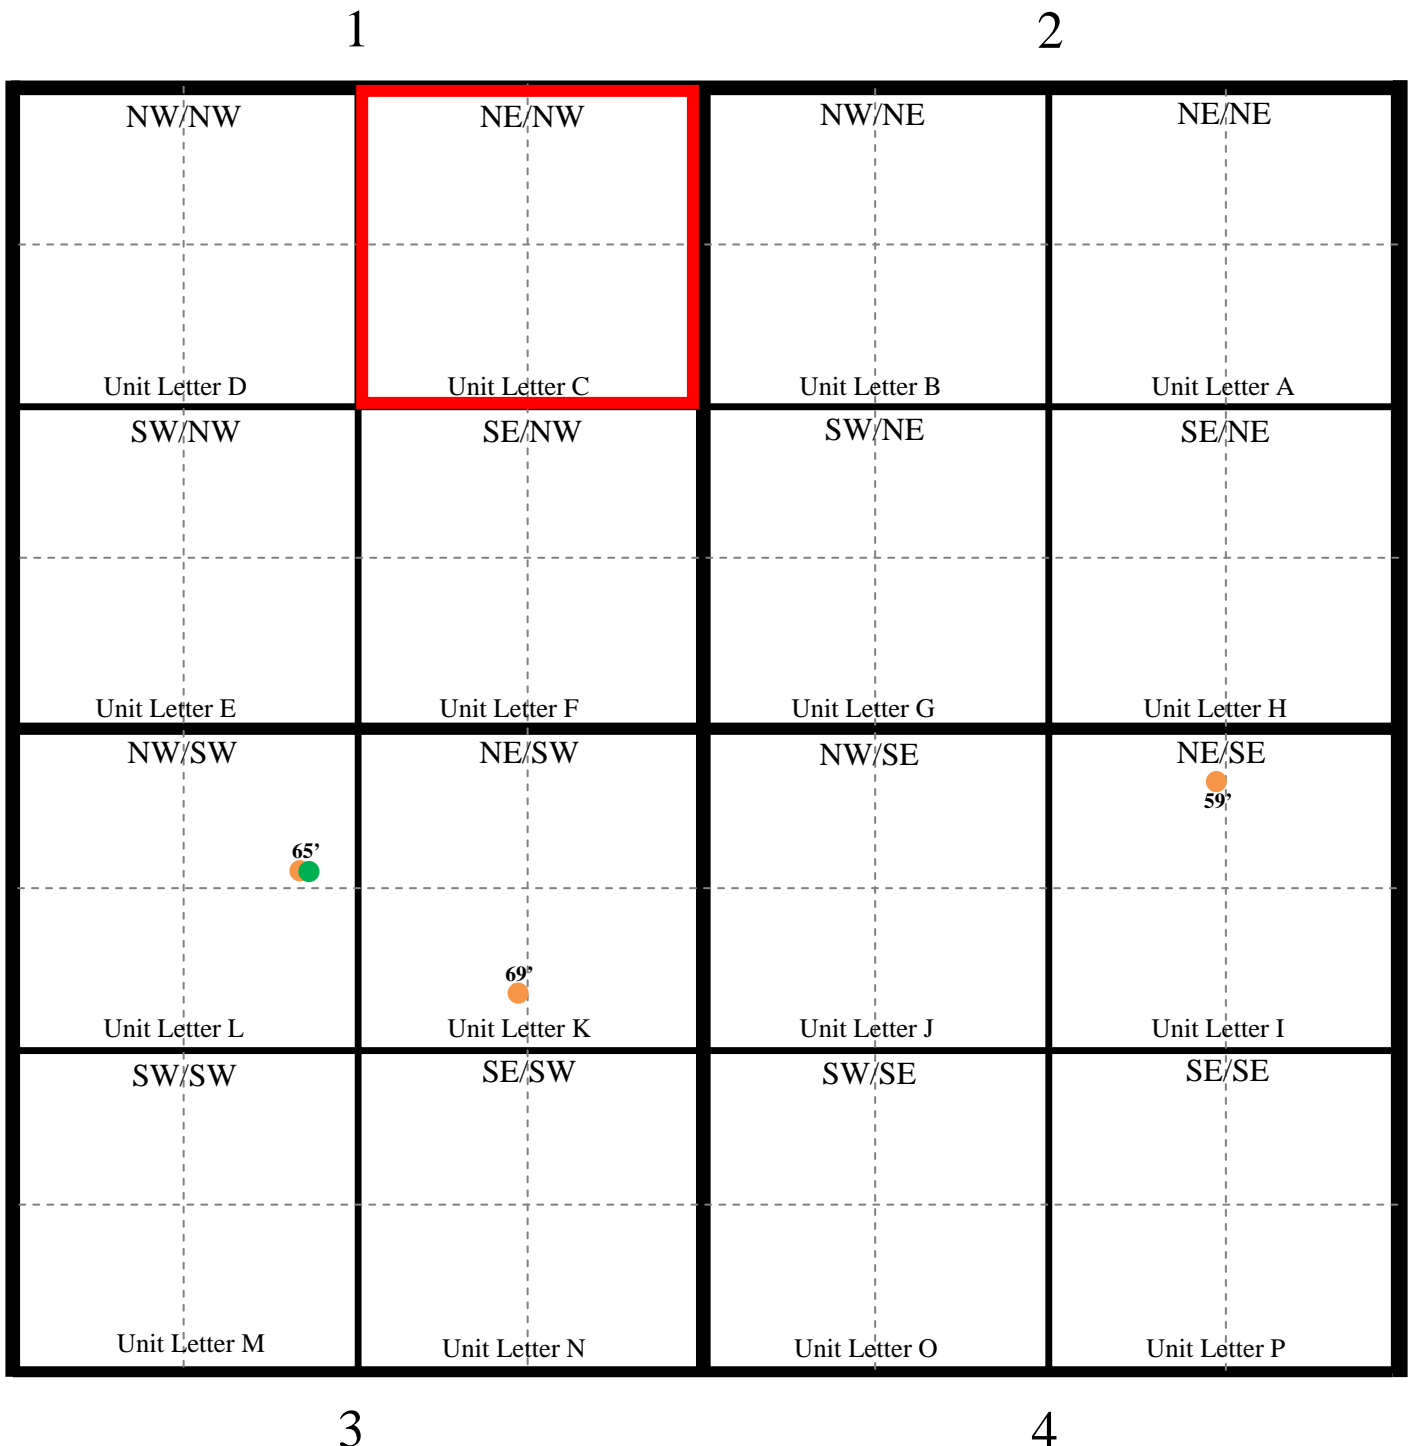 1 2
NW/NW NE/NW NW/NE NE/NE
Unit Letter D Unit Letter C Unit Letter B Unit Letter A
SW/NW SE/NW SW/NE SE/NE
Unit Letter E Unit Letter F Unit Letter G Unit Letter H
NW/SW NE/SW NW/SE NE/SE
59’
65’
69’
Unit Letter L Unit Letter K Unit Letter J Unit Letter I
SW/SW SE/SW SW/SE SE/SE
Unit Letter M Unit Letter N Unit Letter O Unit Letter P
3 4